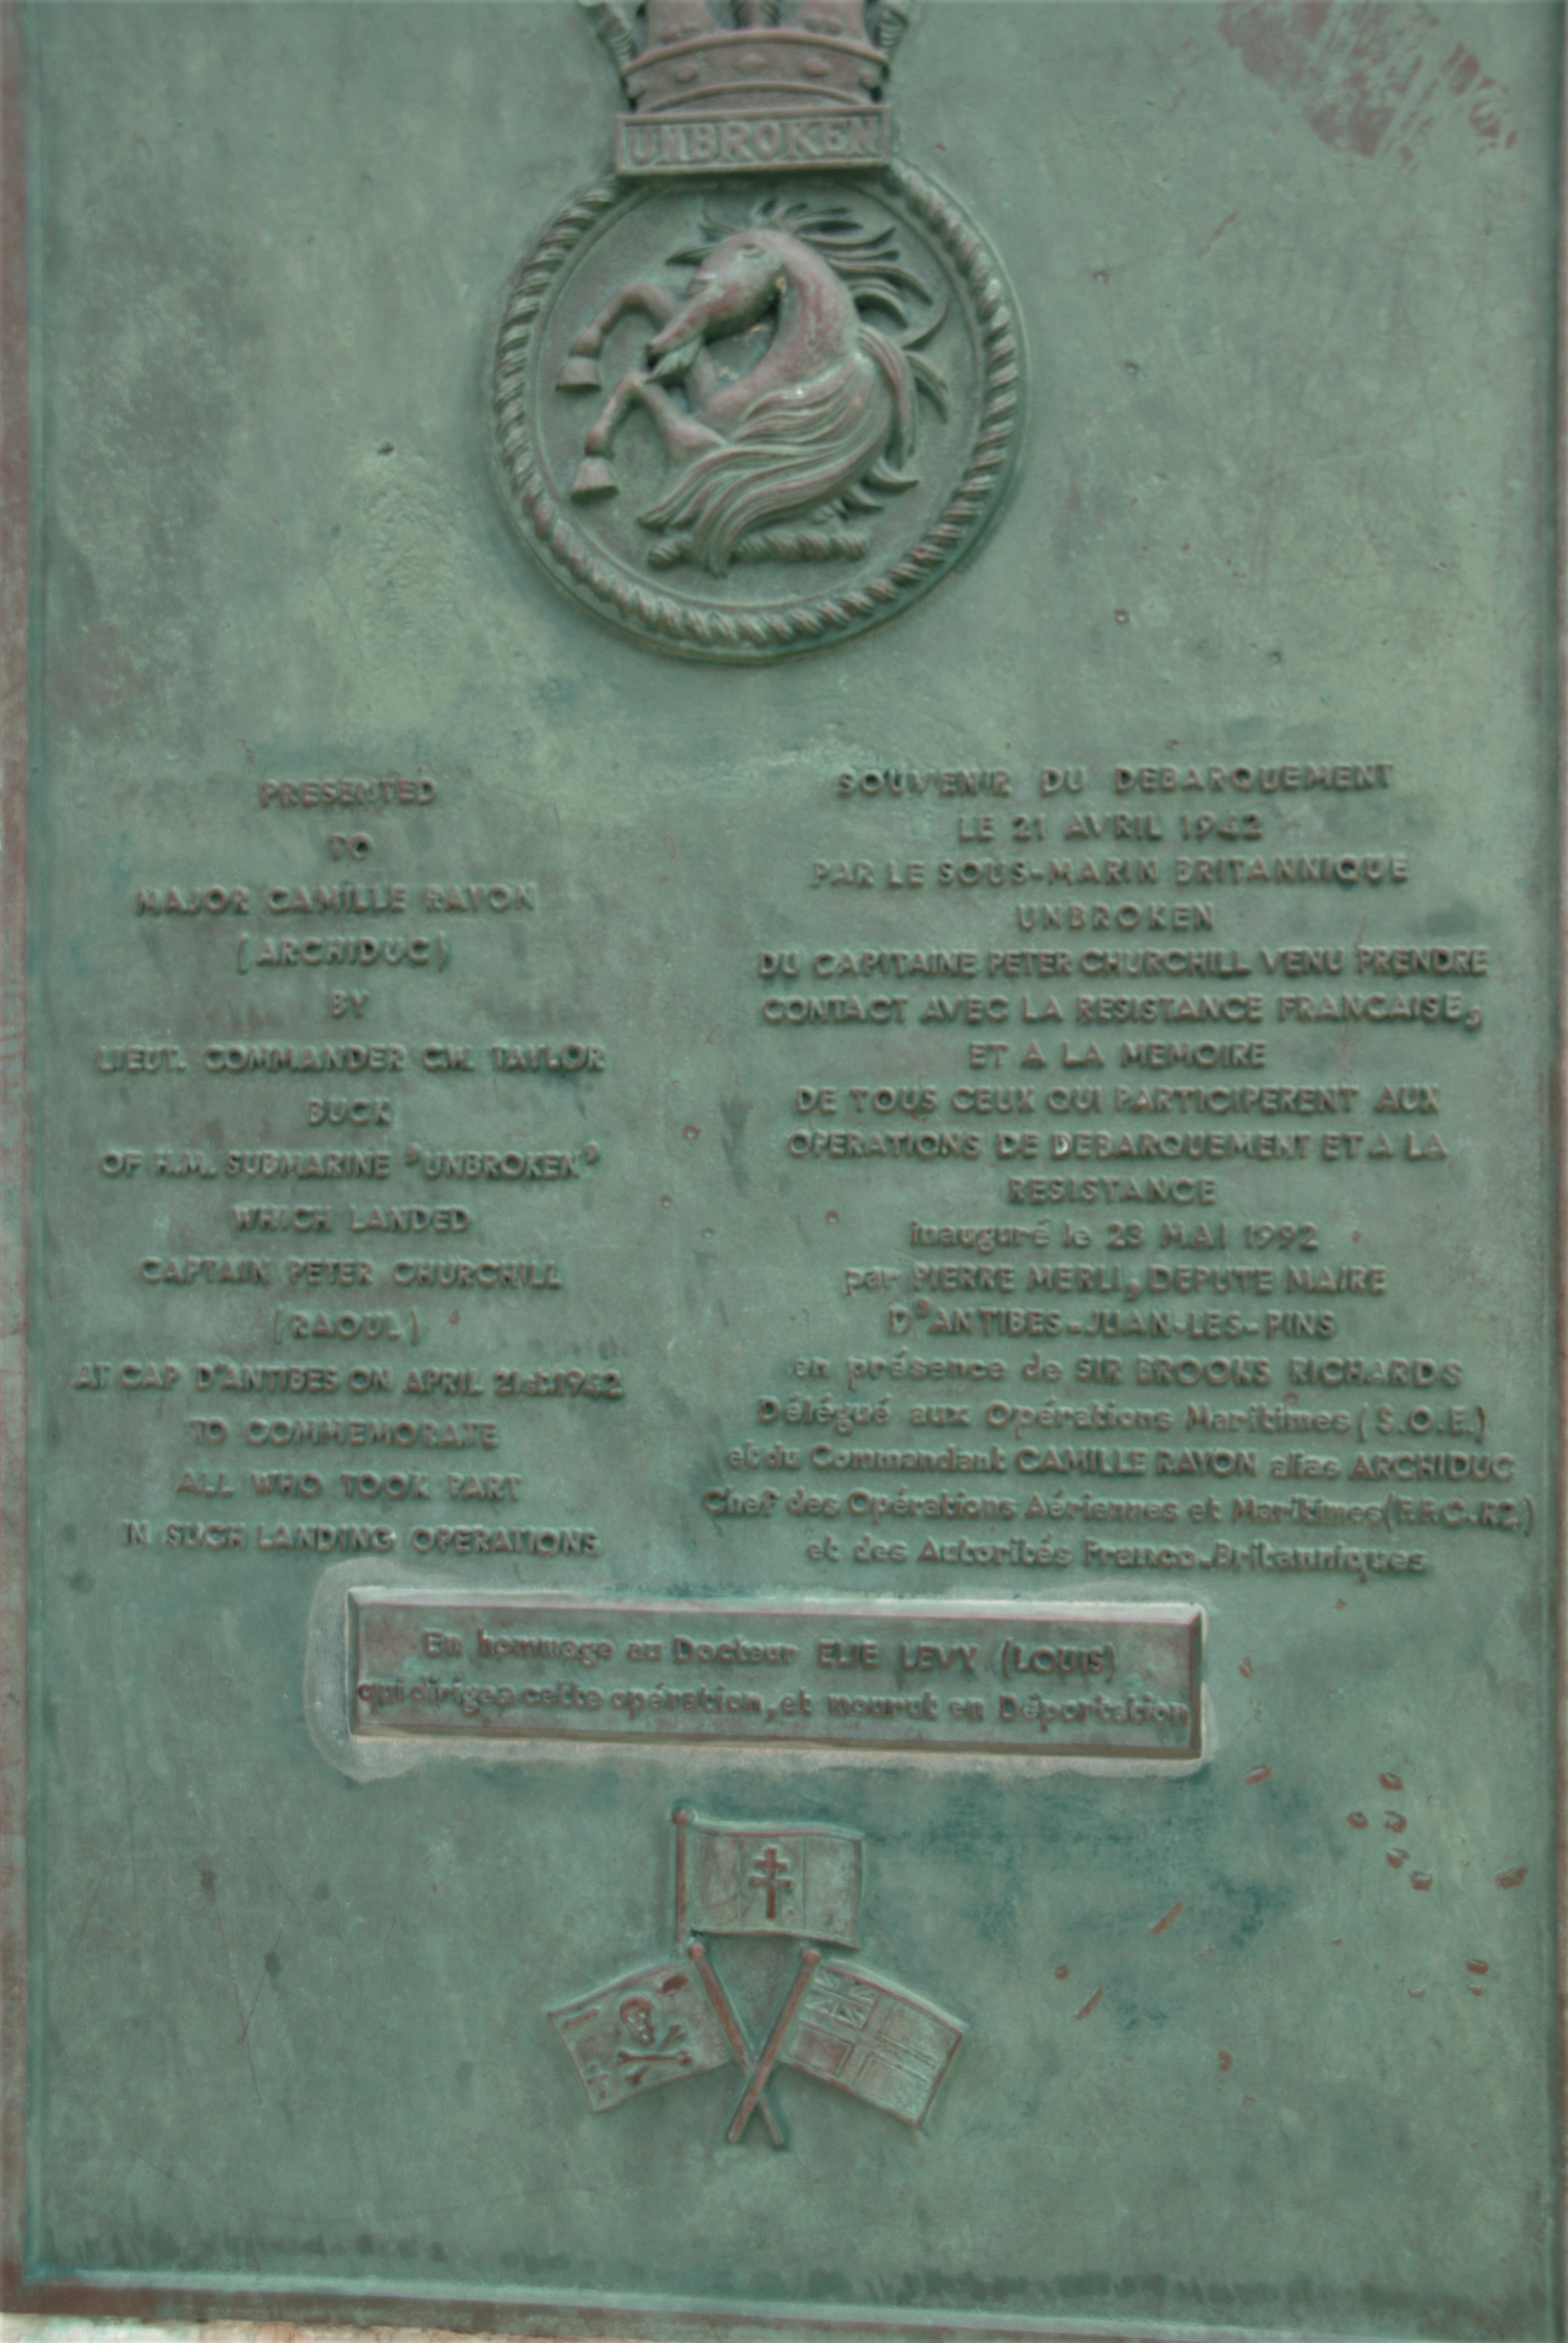 UNBROKEN
PRESENTED
TO
MAJOR CAMILLE RAYON
(ARCHIDUC)
BY
LIEUT. COMMANDER C.W. TAYLOR
BUCK
OF H.M. SUBMARINE "UNBROKEN"
WHICH LANDED
CAPTAIN PETER CHURCHILL
(RAOUL)
AT CAP D'ANTIBES ON APRIL 21st 1942
TO COMMEMORATE
ALL WHO TOOK PART
IN SUCH LANDING OPERATIONS
SOUVENIR DU DEBARQUEMENT
LE 21 AVRIL 1942
PAR LE SOUS-MARIN BRITANNIQUE
UNBROKEN
DU CAPITAINE PETER CHURCHILL VENU PRENDRE
CONTACT AVEC LA RESISTANCE FRANCAISE,
ET A LA MEMOIRE
DE TOUS CEUX QUI PARTICIPERENT AUX
OPERATIONS DE DEBARQUEMENT ET A LA
RESISTANCE
inauguré le 23 MAI 1992
par PIERRE MERLI, DEPUTE MAIRE
D'ANTIBES-JUAN-LES-PINS
en présence de SIR BROOKS RICHARDS
Délégué aux Opérations Maritimes (S.O.E.)
et du Commandant CAMILLE RAYON alias ARCHIDUC
Chef des Opérations Aériennes et Maritimes (F.F.C-R2)
et des Autorités Franco-Britanniques
En hommage au Docteur ELIE LEVY (LOUIS)
qui dirigea cette opération, et mourut en Déportation